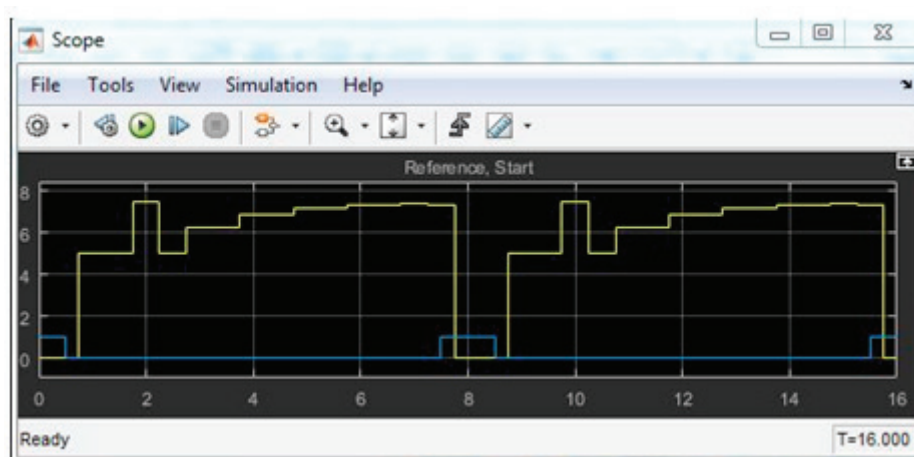 Scope
File Tools View Simulation Help
Reference, Start
8
6
4
2
0
0 2 4 6 8 10 12 14 16
Ready T=16.000